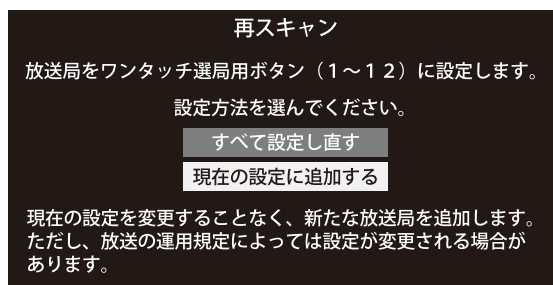 再スキャン
放送局をワンタッチ選局用ボタン（１～１２）に設定します。
設定方法を選んでください。
すべて設定し直す
現在の設定に追加する
現在の設定を変更することなく、新たな放送局を追加します。
ただし、放送の運用規定によっては設定が変更される場合が
あります。